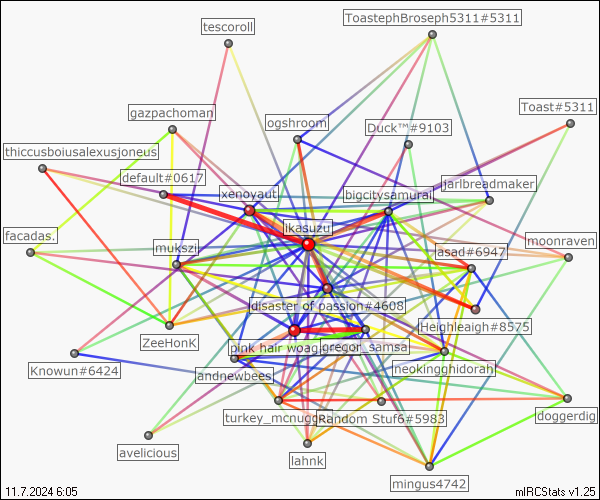 ToastephBroseph5311#5311
tescoroll
Toast#5311
gazpachoman
ogshroom
Duck™#9103
thiccusboiusalexusjoneus
default#0617
xenoyaut
bigcitysamurai
jarlbreadmaker
ikasuzu
facadas.
mukszi
asad#6947
moonraven
disaster of passion#4608
Heighleaigh#8575
ZeeHonK
pink hair woag
gregor_samsa
Knowun#6424
andnewbees
neokingghidorah
turkey_mcnugg
Random Stuf6#5983
doggerdig
avelicious
lahnk
mingus4742
11.7.2024 6:05
mIRCStats v1.25